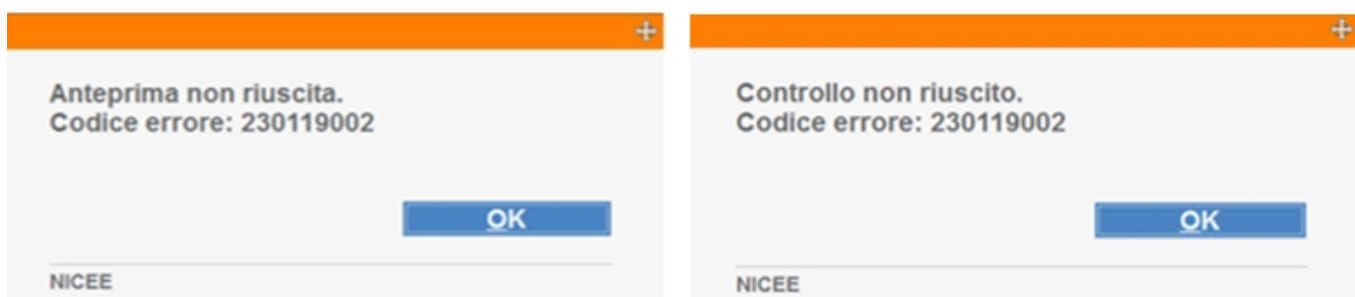 Anteprima non riuscita.
Codice errore: 230119002
OK
NICEE
Controllo non riuscito.
Codice errore: 230119002
OK
NICEE